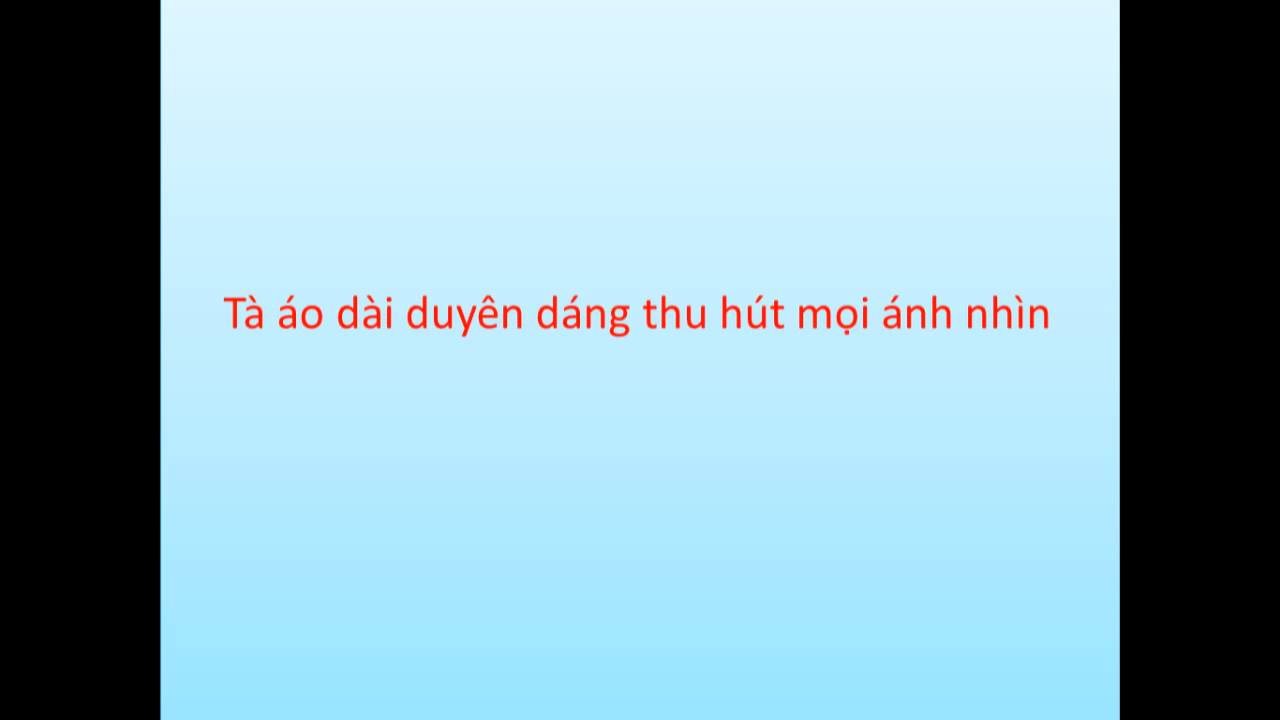 Tà áo dài duyên dáng thu hút mọi ánh nhìn